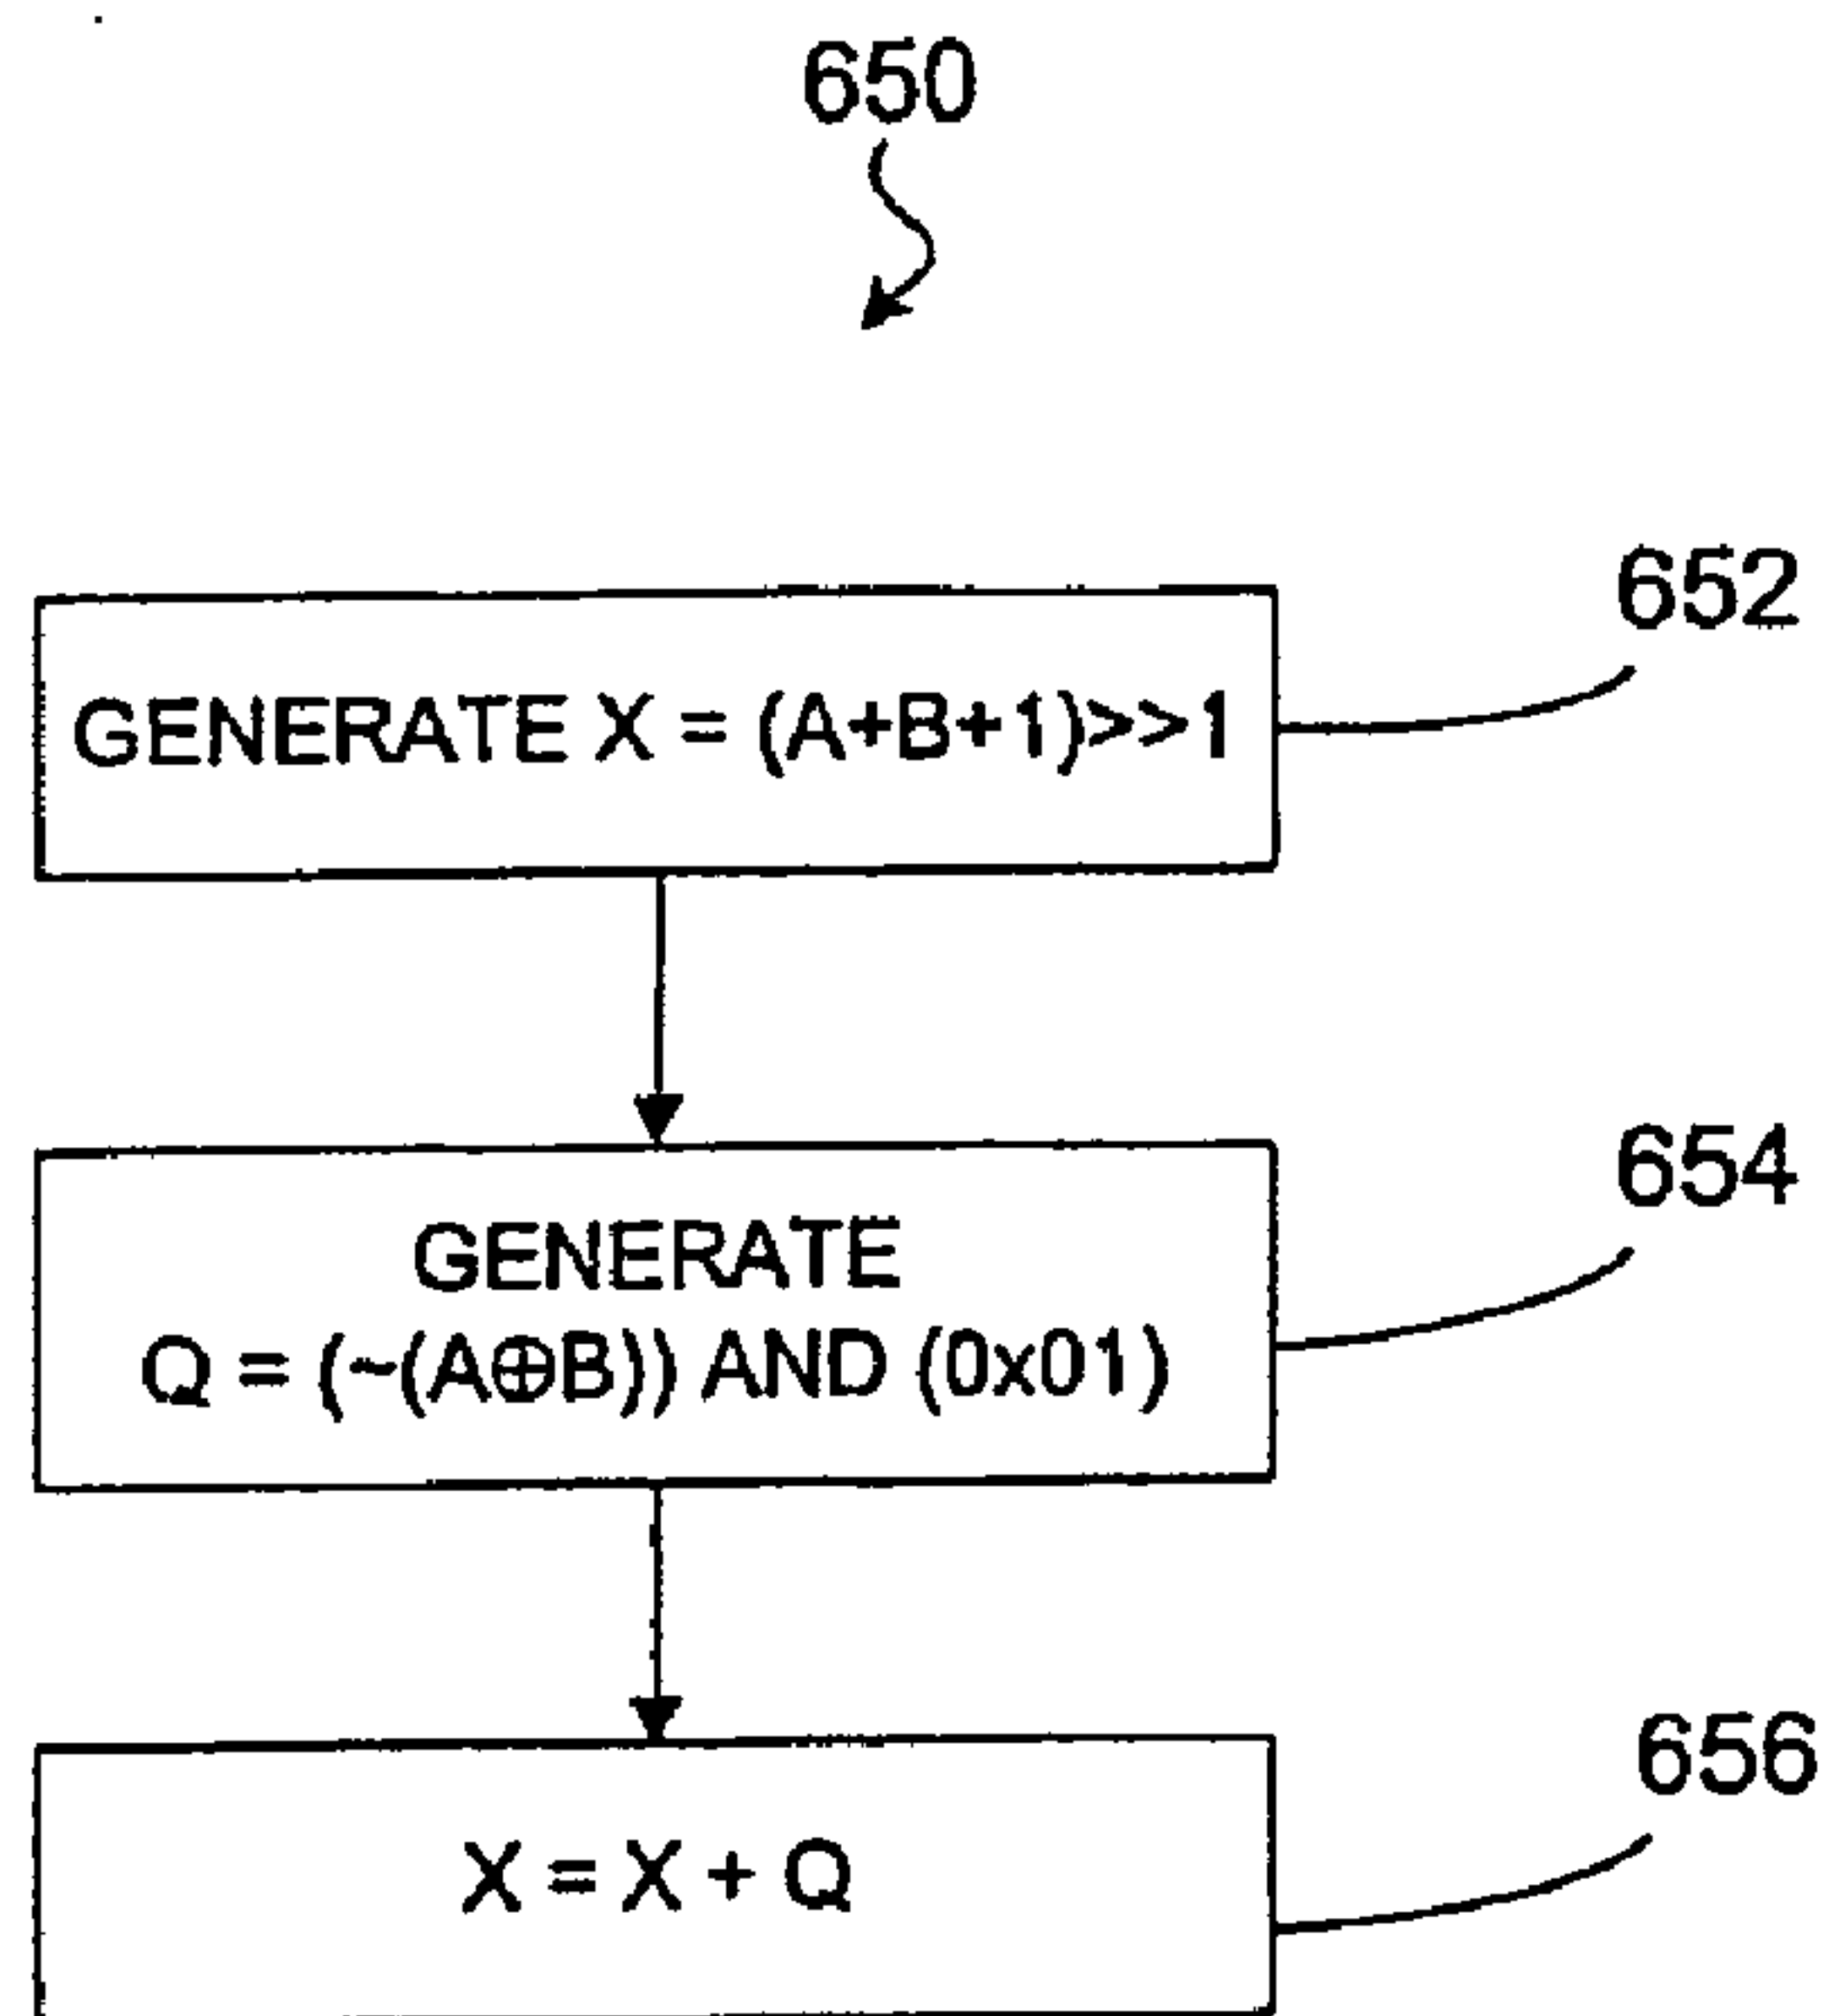 650
652
GENERATE X = (A+B+1)>>1
654
GENERATE
Q = (~(A⊕B)) AND (0x01)
656
X = X + Q